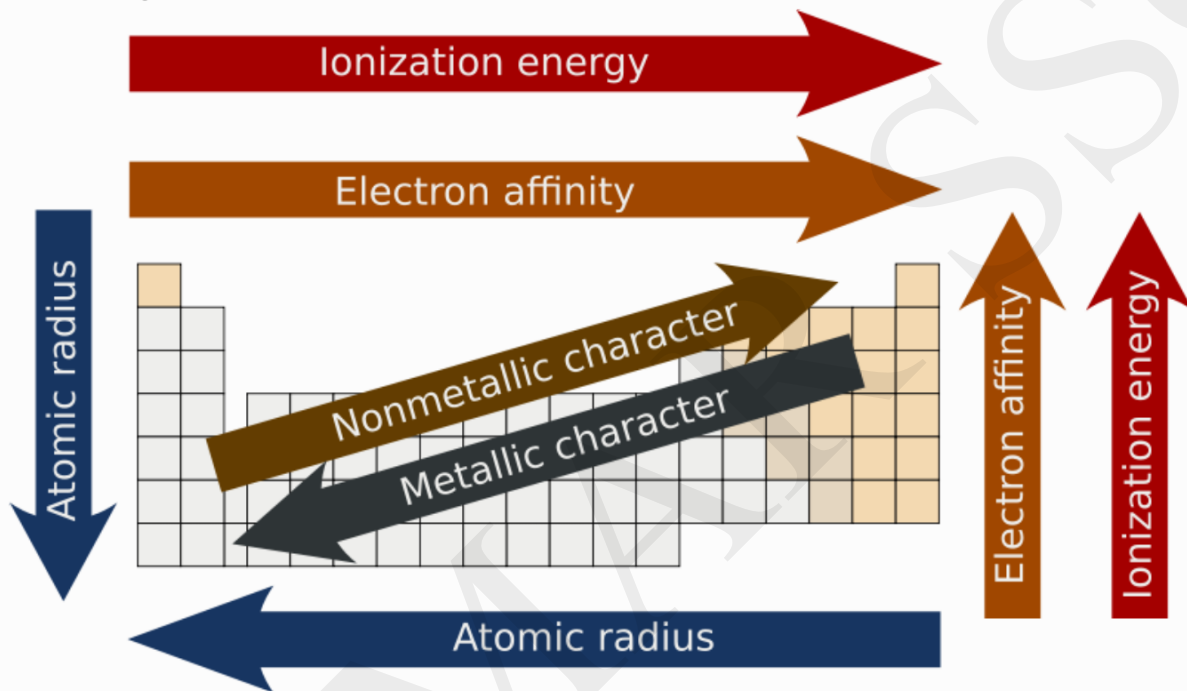 Ionization energy
Electron affinity
Atomic radius
Nonmetallic character
Metallic character
Electron affinity
Ionization energy
Atomic radius